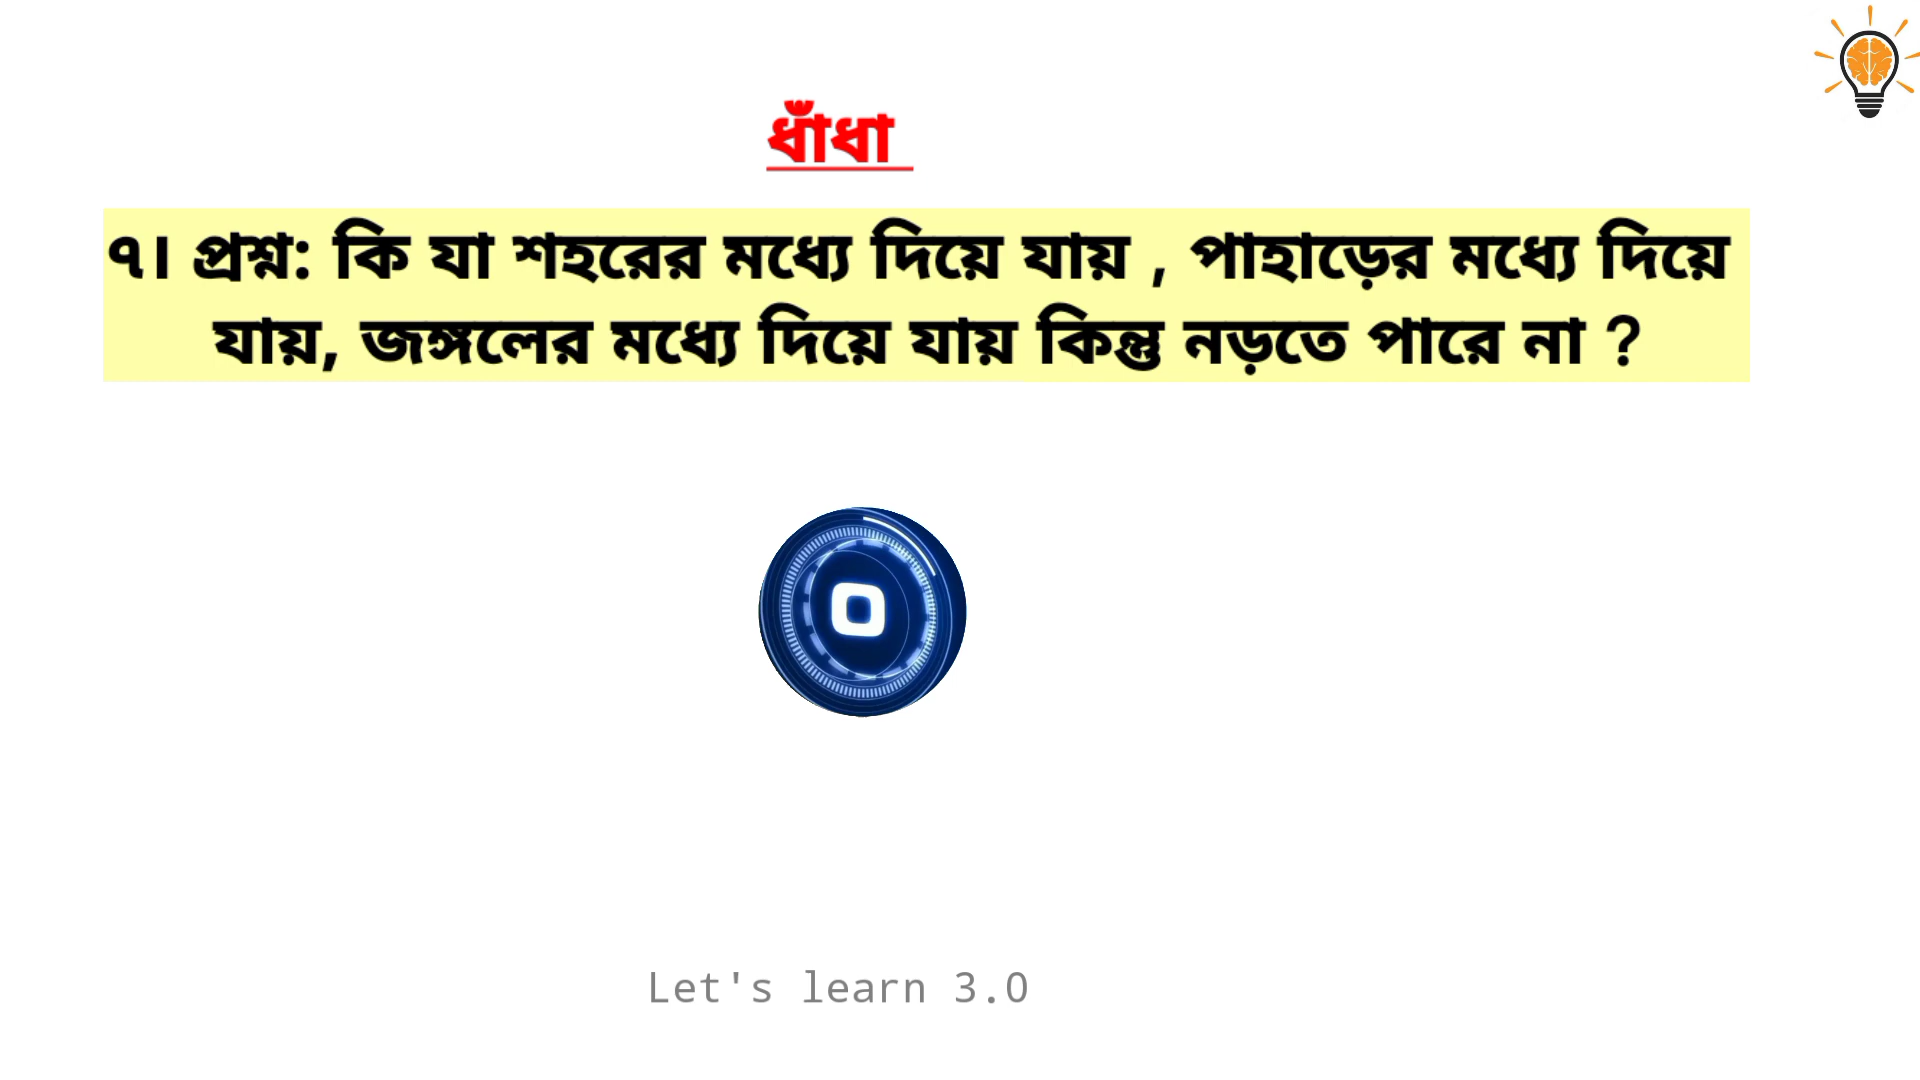 ধাঁধা
৭। প্রশ্ন: কি যা শহরের মধ্যে দিয়ে যায় , পাহাড়ের মধ্যে দিয়ে
যায়, জঙ্গলের মধ্যে দিয়ে যায় কিন্তু নড়তে পারে না ?
0
Let's learn 3.0